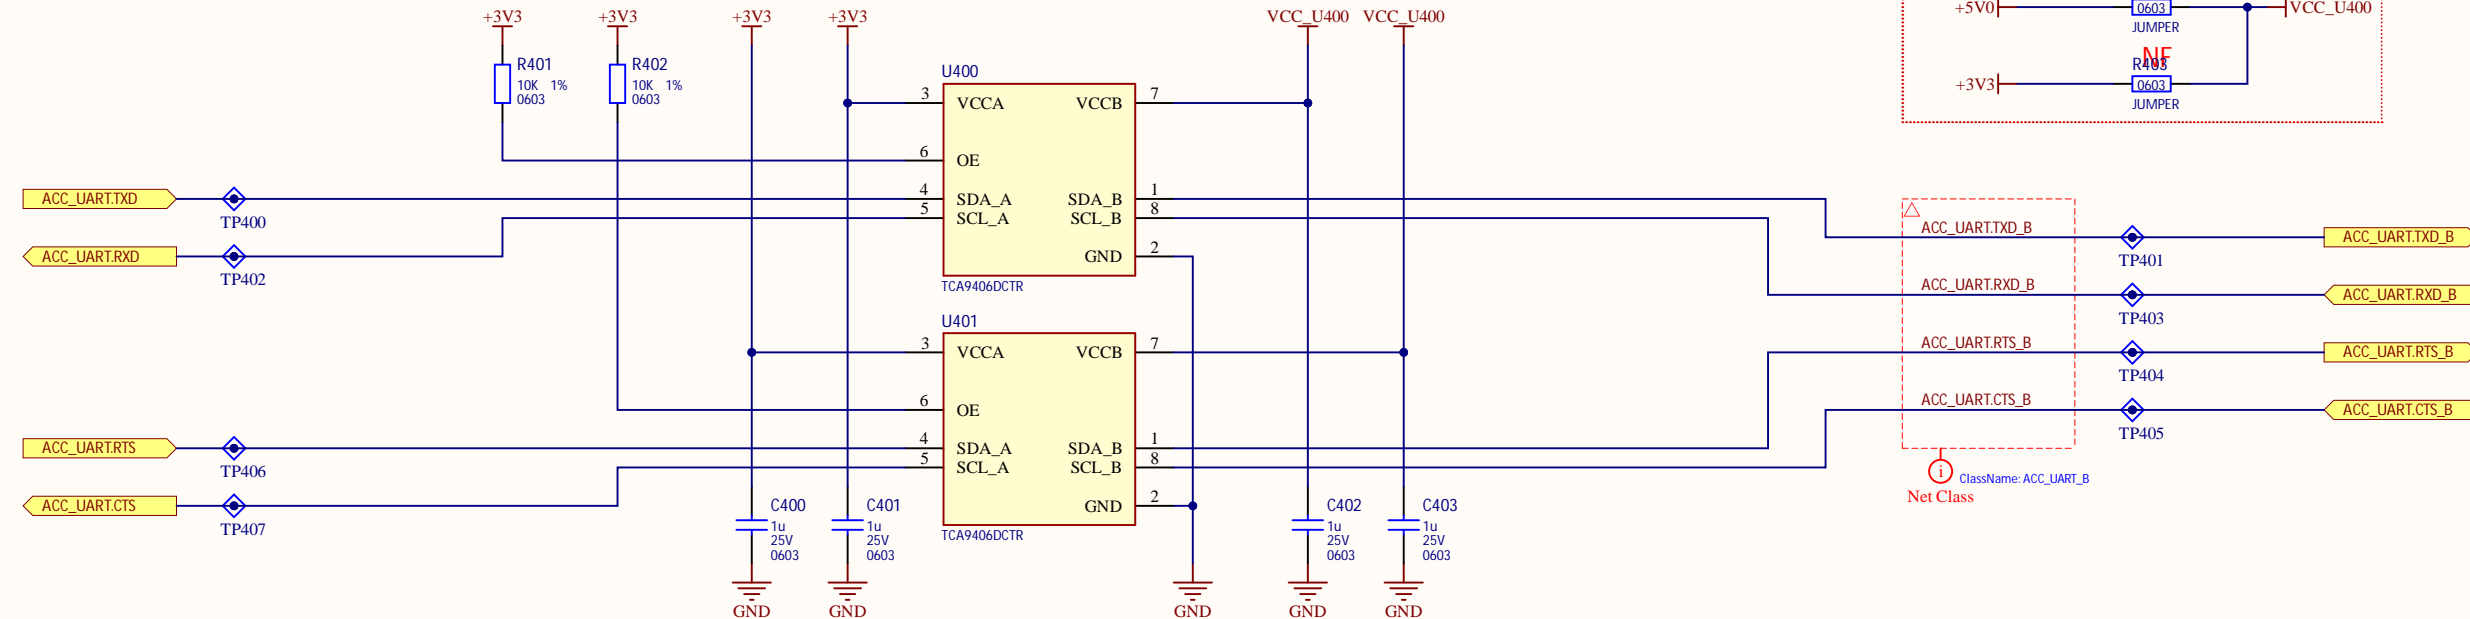 +3V3 +3V3 +3V3 +3V3 VCC_U400 VCC_U400
+5V0 0603 VCC_U400
JUMPER
NF
R403
+3V3 0603
JUMPER
R401
10K 1%
0603
R402
10K 1%
0603
U400
3 VCCA VCCB 7
6 OE
4 SDA_A SDA_B 1
5 SCL_A SCL_B 8
GND 2
TCA9406DCTR
ACC_UART.TXD
TP400
ACC_UART.RXD
TP402
ACC_UART.TXD_B
TP401
ACC_UART.TXD_B
ACC_UART.RXD_B
TP403
ACC_UART.RXD_B
ACC_UART.RTS_B
TP404
ACC_UART.RTS_B
ACC_UART.CTS_B
TP405
ACC_UART.CTS_B
i
ClassName: ACC_UART_B
Net Class
U401
3 VCCA VCCB 7
6 OE
4 SDA_A SDA_B 1
5 SCL_A SCL_B 8
GND 2
TCA9406DCTR
ACC_UART.RTS
TP406
ACC_UART.CTS
TP407
C400
1u
25V
0603
C401
1u
25V
0603
C402
1u
25V
0603
C403
1u
25V
0603
GND GND GND GND GND